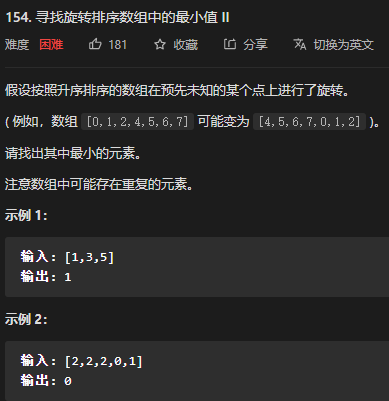 154. 寻找旋转排序数组中的最小值 II
难度 困难 181 收藏 分享 切换为英文
假设按照升序排序的数组在预先未知的某个点上进行了旋转。
( 例如，数组 [0,1,2,4,5,6,7] 可能变为 [4,5,6,7,0,1,2] )。
请找出其中最小的元素。
注意数组中可能存在重复的元素。
示例 1：
输入: [1,3,5]
输出: 1
示例 2：
输入: [2,2,2,0,1]
输出: 0